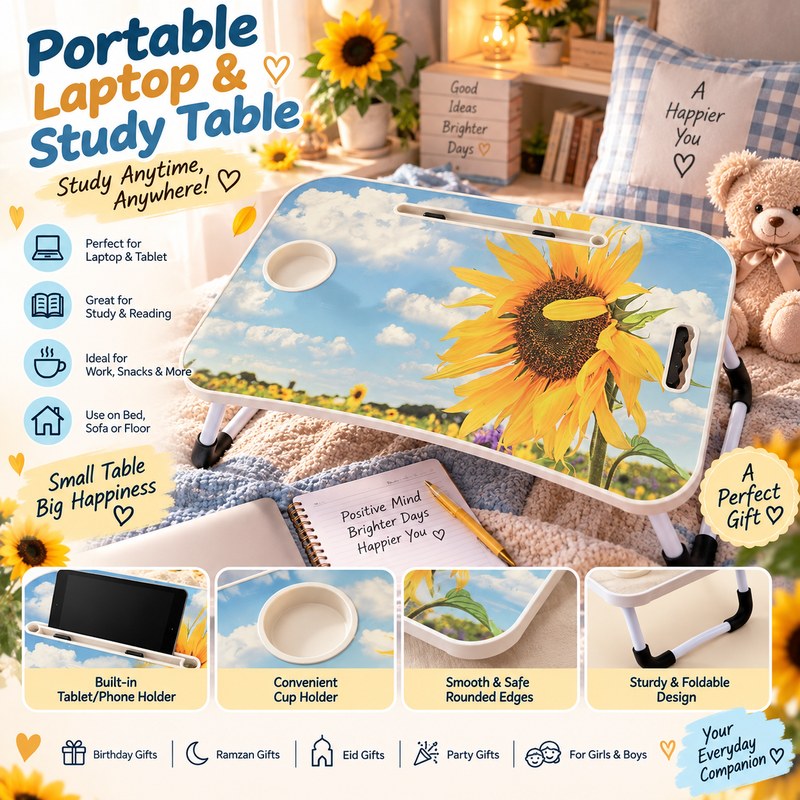 Portable
Laptop &
Study Table
Study Anytime,
Anywhere!
Perfect for
Laptop & Tablet
Great for
Study & Reading
Ideal for
Work, Snacks & More
Use on Bed,
Sofa or Floor
Small Table
Big Happiness
Good
Ideas
Brighter
Days
A
Happier
You
Positive Mind
Brighter Days
Happier You
A
Perfect
Gift
Built-in
Tablet/Phone Holder
Convenient
Cup Holder
Smooth & Safe
Rounded Edges
Sturdy & Foldable
Design
Birthday Gifts
Ramzan Gifts
Eid Gifts
Party Gifts
For Girls & Boys
Your
Everyday
Companion